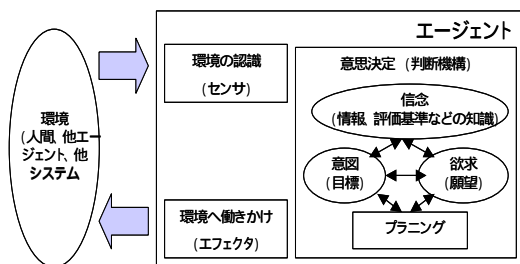 エージェント
環境の認識
(センサ)
意思決定 (判断機構)
信念
(情報、評価基準などの知識)
環境
(人間、他エー
ジェント、他
システム
意図
(目標)
欲求
(願望)
環境へ働きかけ
(エフェクタ)
プラニング